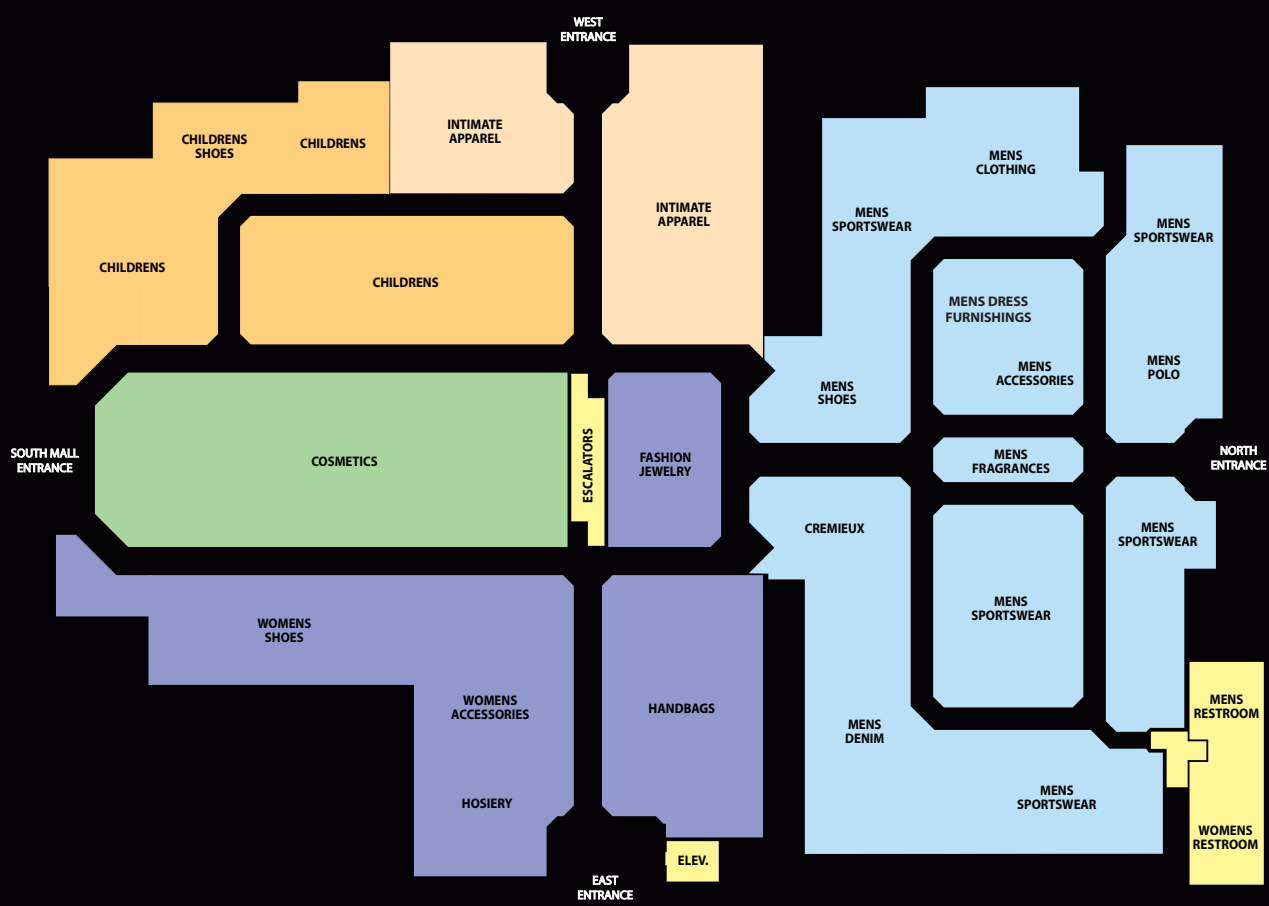 WEST
ENTRANCE
INTIMATE
APPAREL
CHILDRENS
SHOES
CHILDRENS
INTIMATE
APPAREL
CHILDRENS
CHILDRENS
MENS
CLOTHING
MENS
SPORTSWEAR
MENS
SPORTSWEAR
MENS DRESS
FURNISHINGS
MENS
ACCESSORIES
MENS
POLO
MENS
SHOES
SOUTH MALL
ENTRANCE
COSMETICS
ESCALATORS
FASHION
JEWELRY
MENS
FRAGRANCES
NORTH
ENTRANCE
CREMIEUX
MENS
SPORTSWEAR
WOMENS
SHOES
MENS
SPORTSWEAR
WOMENS
ACCESSORIES
HANDBAGS
MENS
DENIM
MENS
RESTROOM
HOSIERY
MENS
SPORTSWEAR
WOMENS
RESTROOM
ELEV.
EAST
ENTRANCE